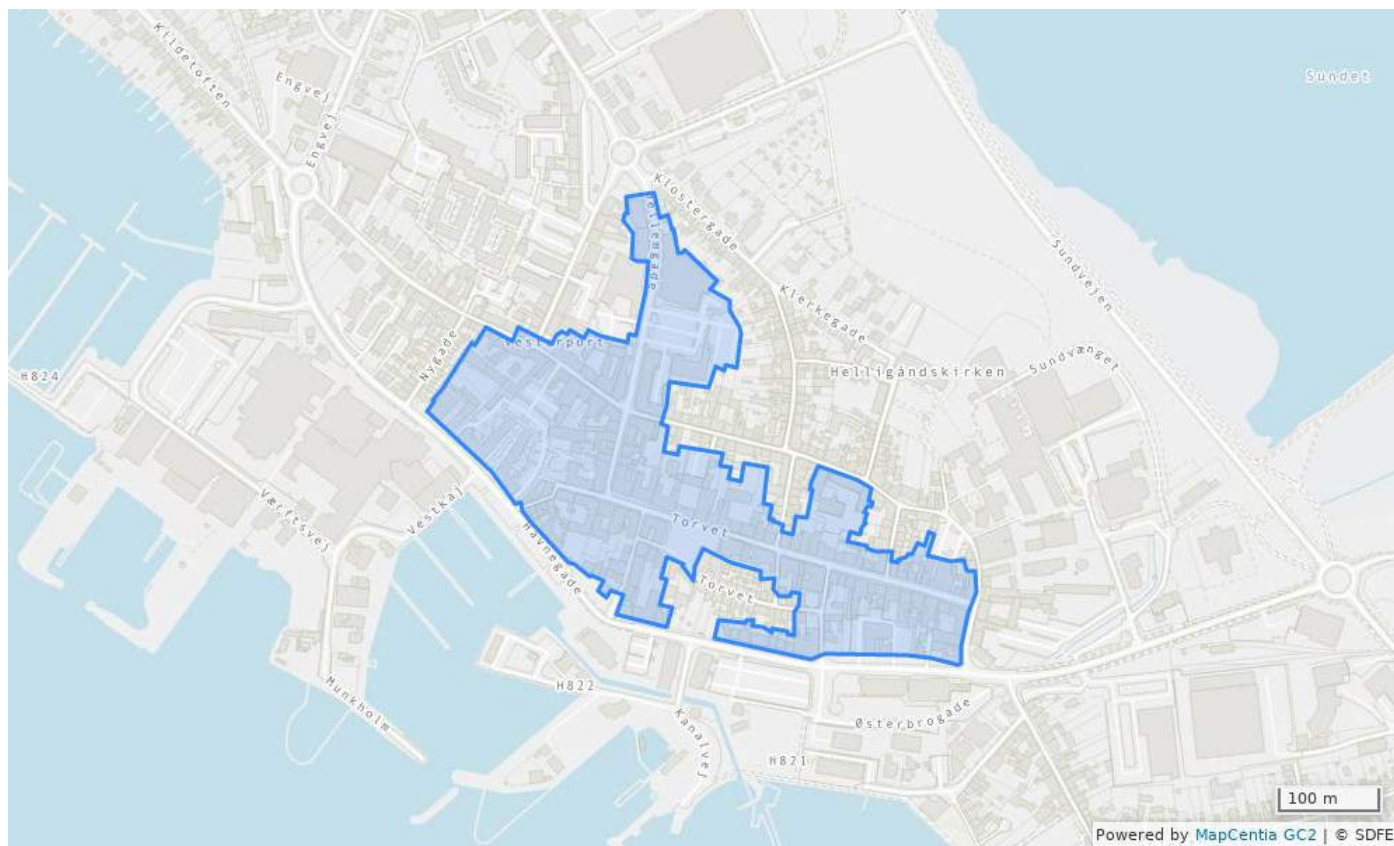 Kildetoften
Sundet
Engvej
Engvej
Klostergade
Mellemgade
Sundvejen
Klerkegade
Vesterport
Nygade
Helligåndskirken
Sundvænget
H824
Værftsvej
Vestkaj
Torvet
Havnegade
Torvet
H822
Munkholm
Kanalvej
Østerbrogade
H821
100 m
Powered by MapCentia GC2 | © SDFE